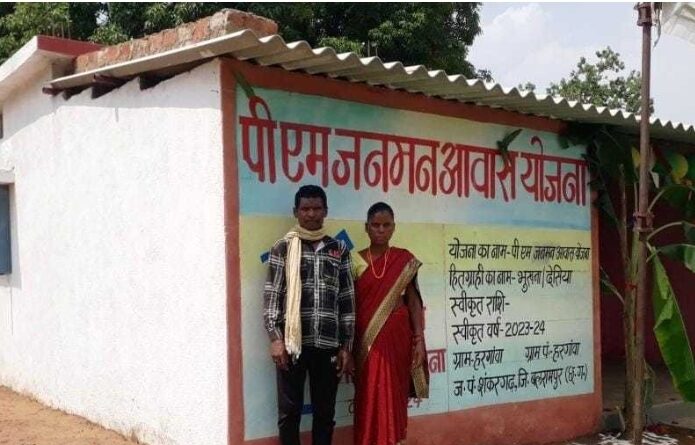 पी एम जनमन आवास योजना
योजना का नाम- पी एम जनमन आवास योजना
हितग्राही का नाम- भुखना/देसिया
स्वीकृत राशि-
स्वीकृत वर्ष- 2023-24
ग्राम-हरगांवा ग्राम पं-हरगांवा
ज. पं. शंकरगढ़, जि. बलरामपुर (छ.ग.)